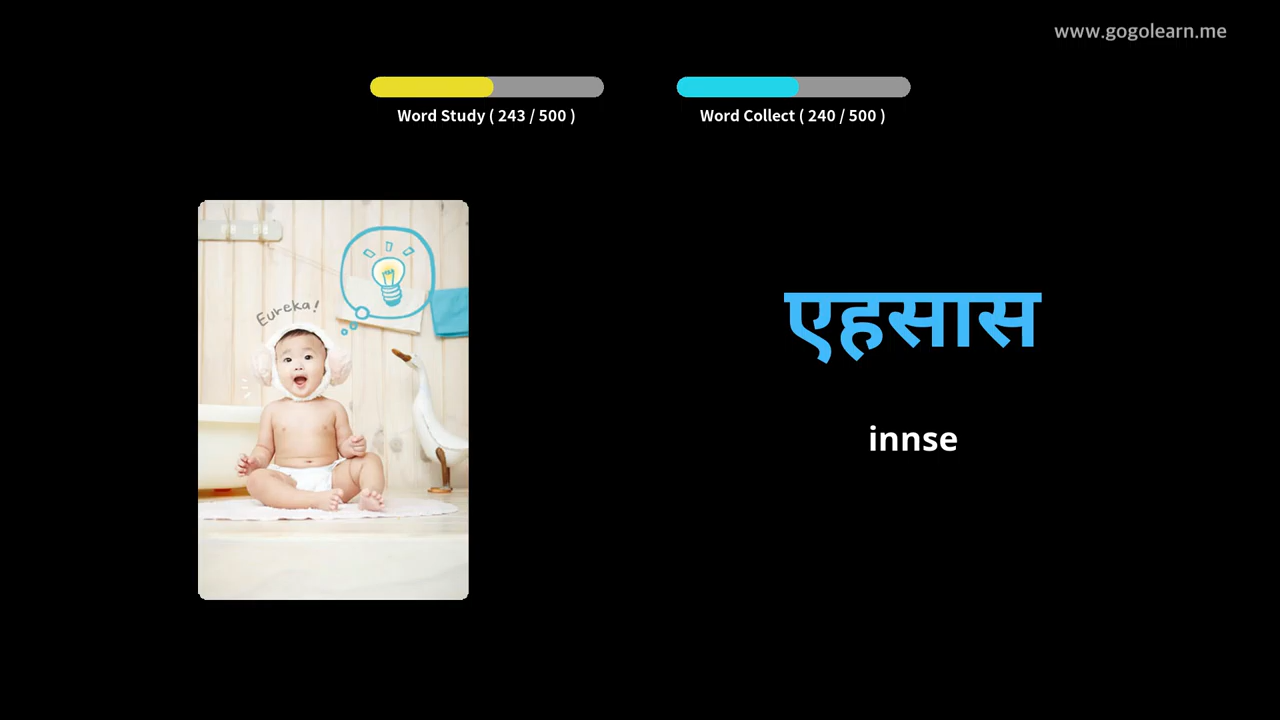 www.gogolearn.me
Word Study ( 243 / 500 )
Word Collect ( 240 / 500 )
Eureka!
एहसास
innse